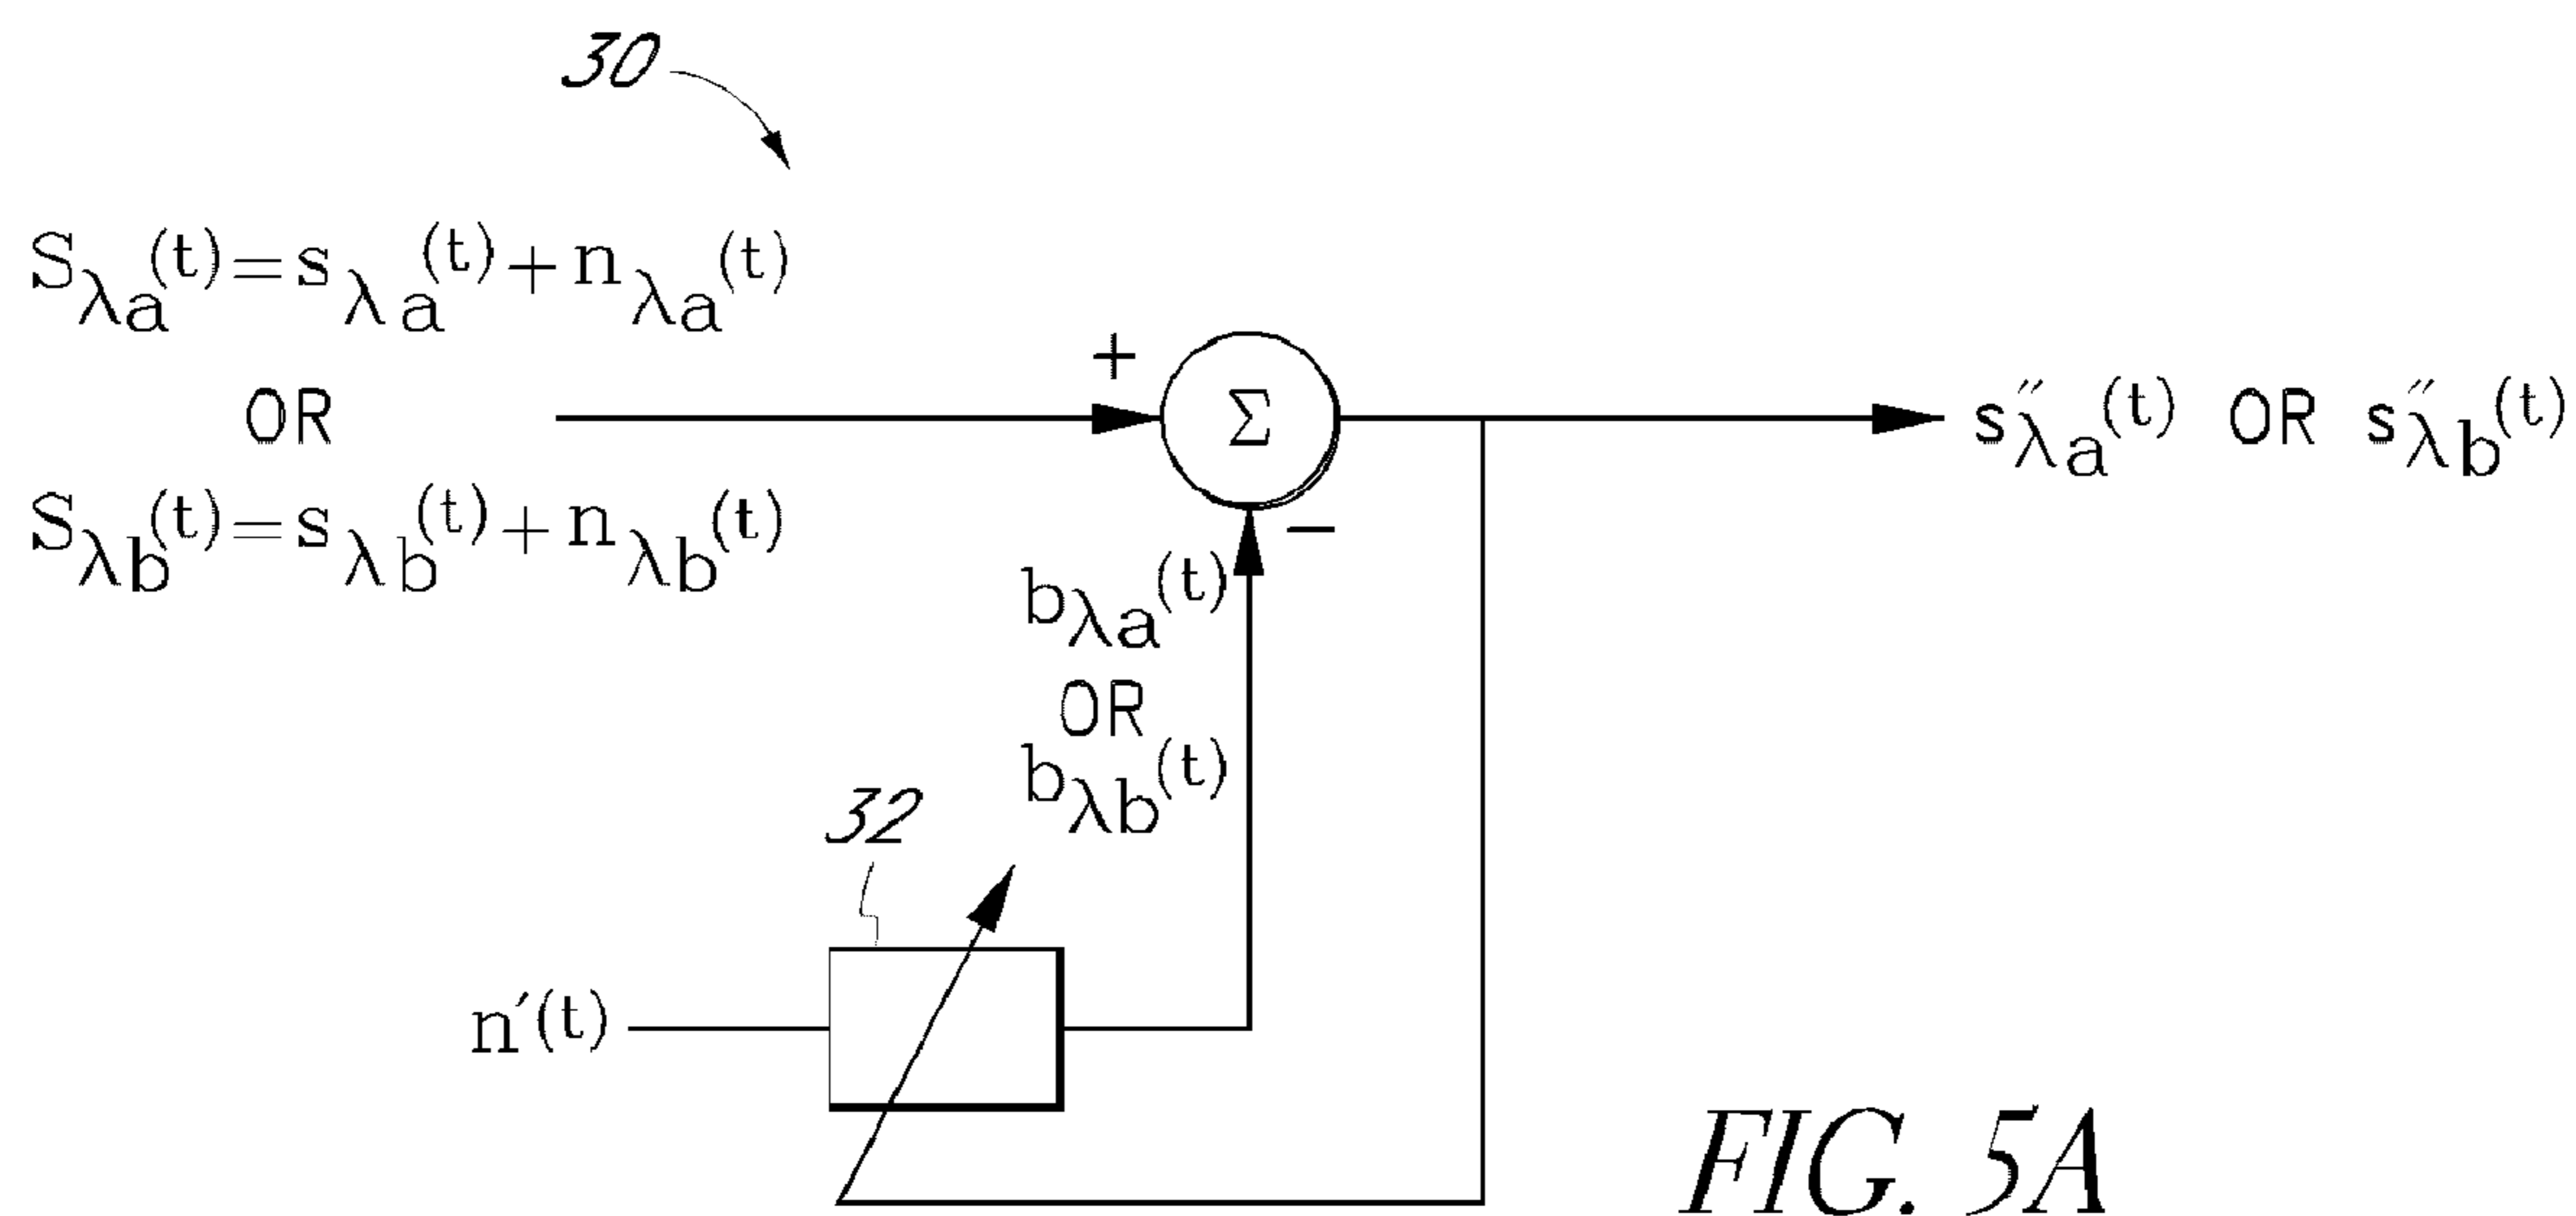 30
Sλa(t)=sλa(t)+nλa(t)
OR
Sλb(t)=sλb(t)+nλb(t)
+
Σ
−
s″λa(t) OR s″λb(t)
bλa(t)
OR
bλb(t)
32
n′(t)
FIG. 5A